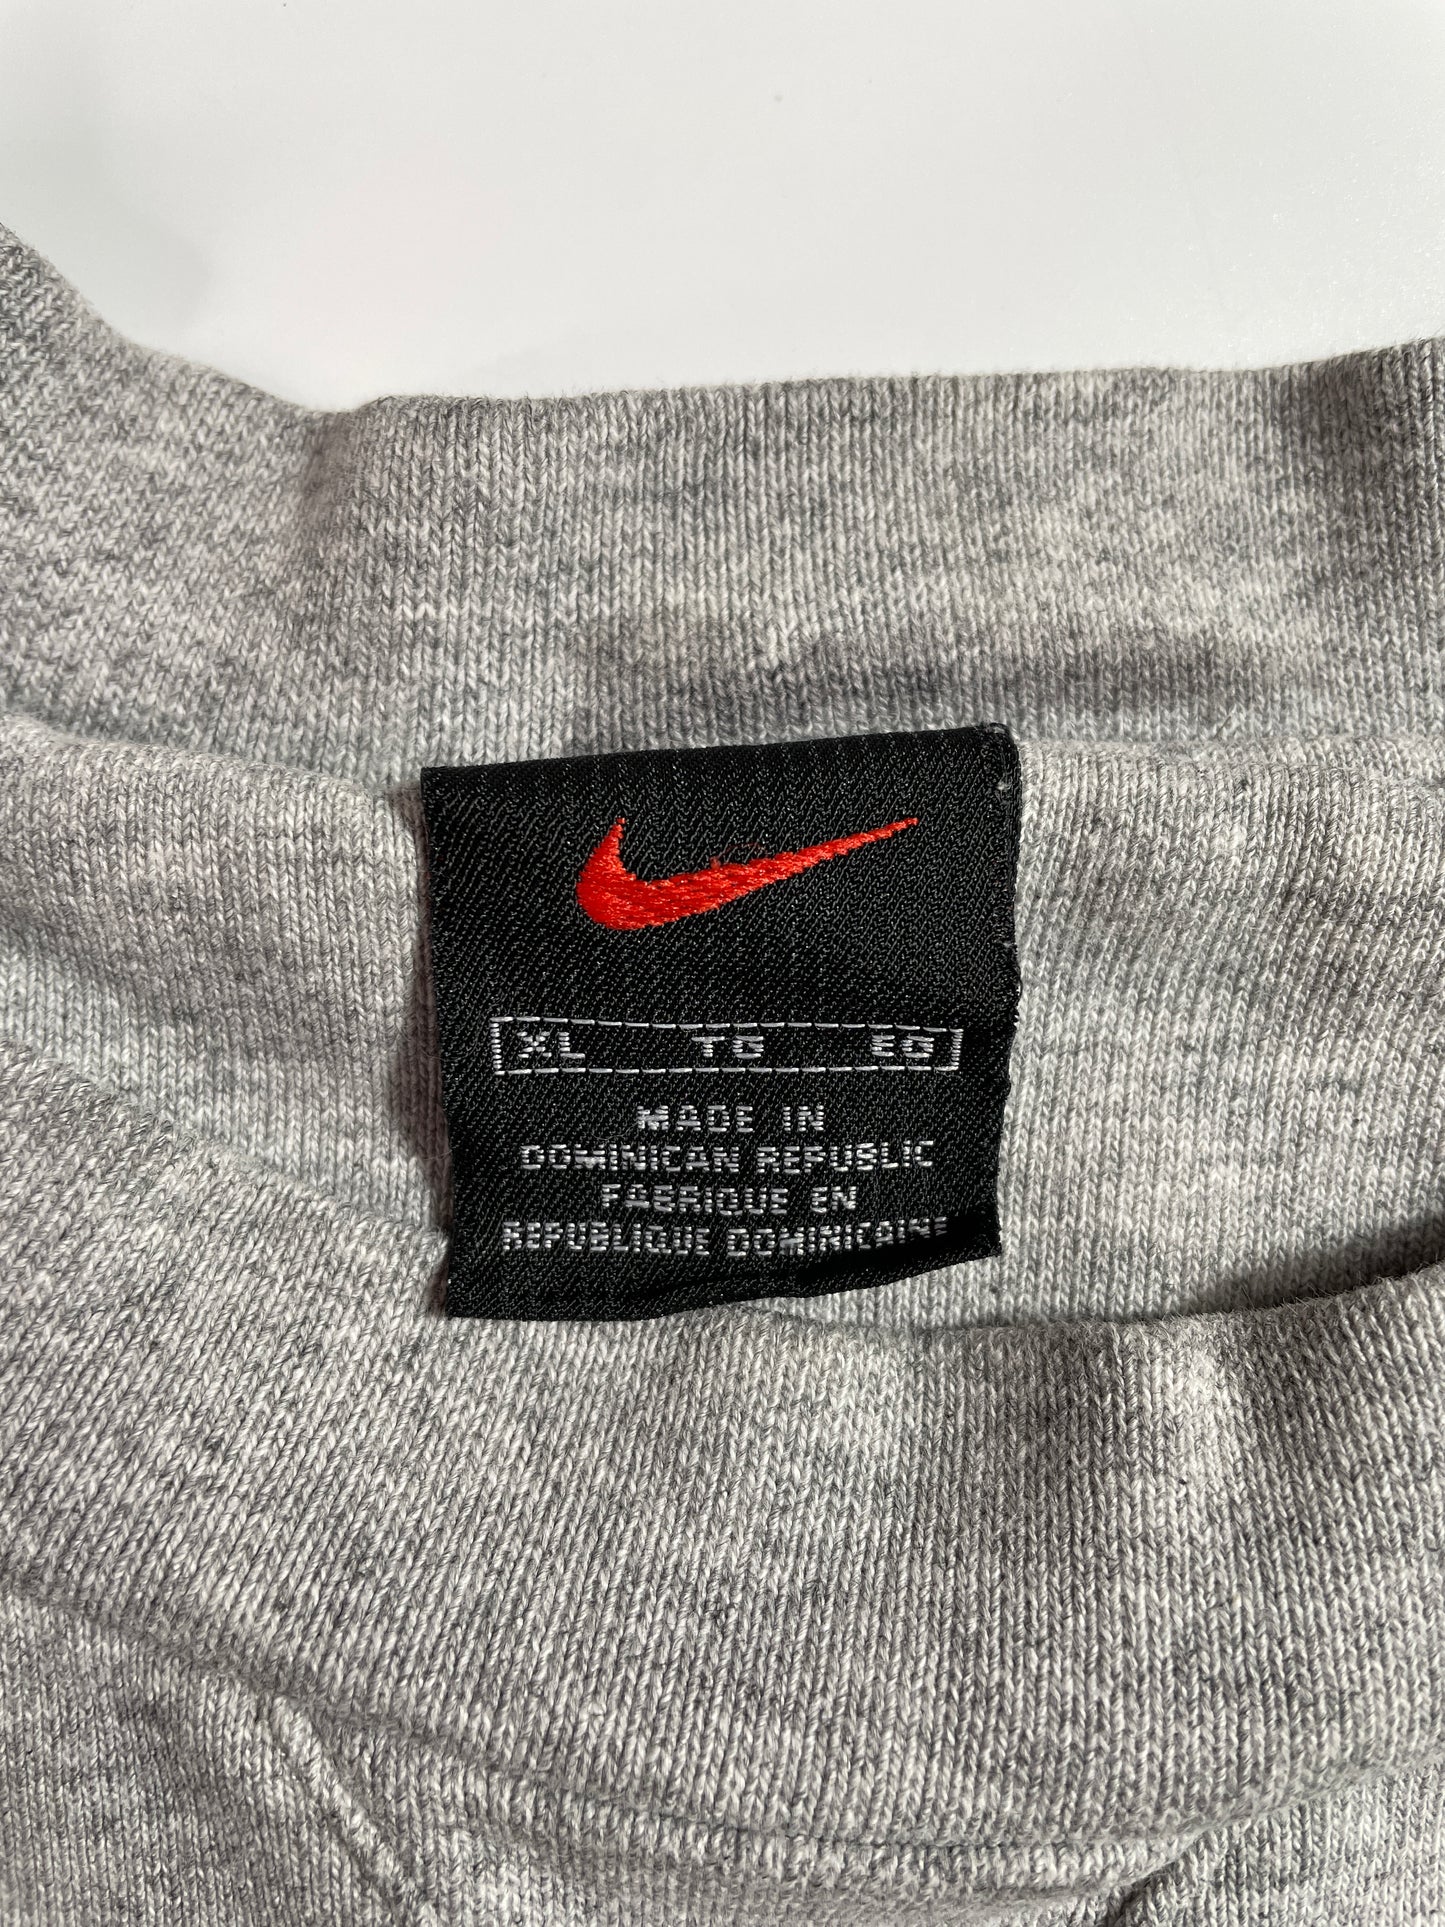 XL TG EG
MADE IN
DOMINICAN REPUBLIC
FABRIQUE EN
REPUBLIQUE DOMINICAINE